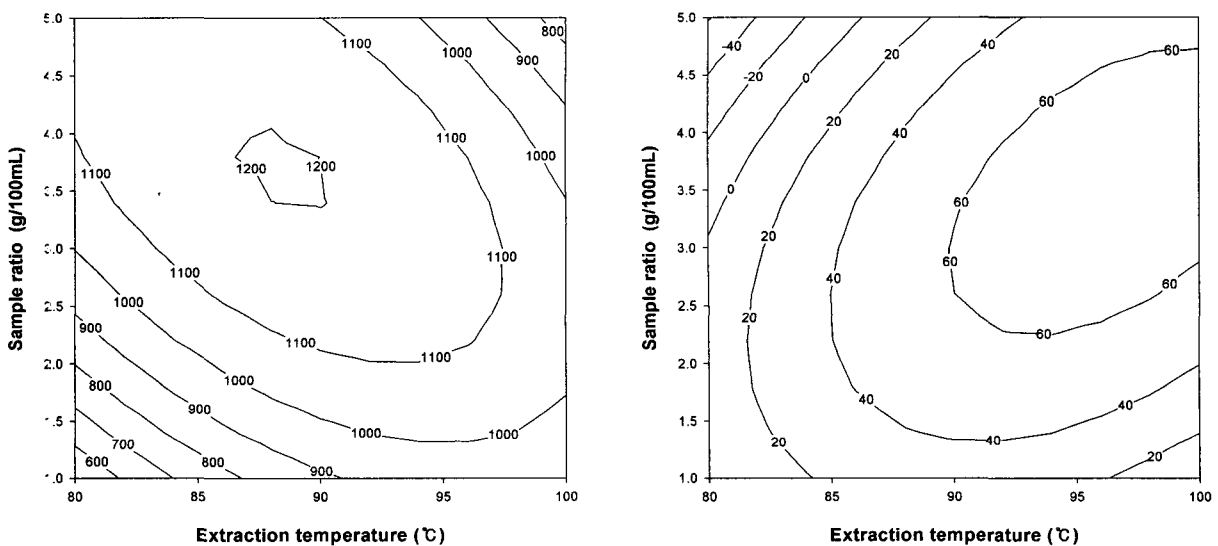 5.0
4.5
4.0
3.5
3.0
2.5
2.0
1.5
1.0
80 85 90 95 100
Sample ratio (g/100mL)
Extraction temperature (℃)
1100 1000 800
900
1100 1000
1100
1200 1200
1100
1100
1000 1100
900 1100 1100
800 1000
700 900 1000 1000
600 800 900
5.0
4.5
4.0
3.5
3.0
2.5
2.0
1.5
1.0
80 85 90 95 100
Sample ratio (g/100mL)
Extraction temperature (℃)
-40 20 40
-20 0 60
20 40 60
0 60
20 40 60 60
20 60
40 40
20 40 20